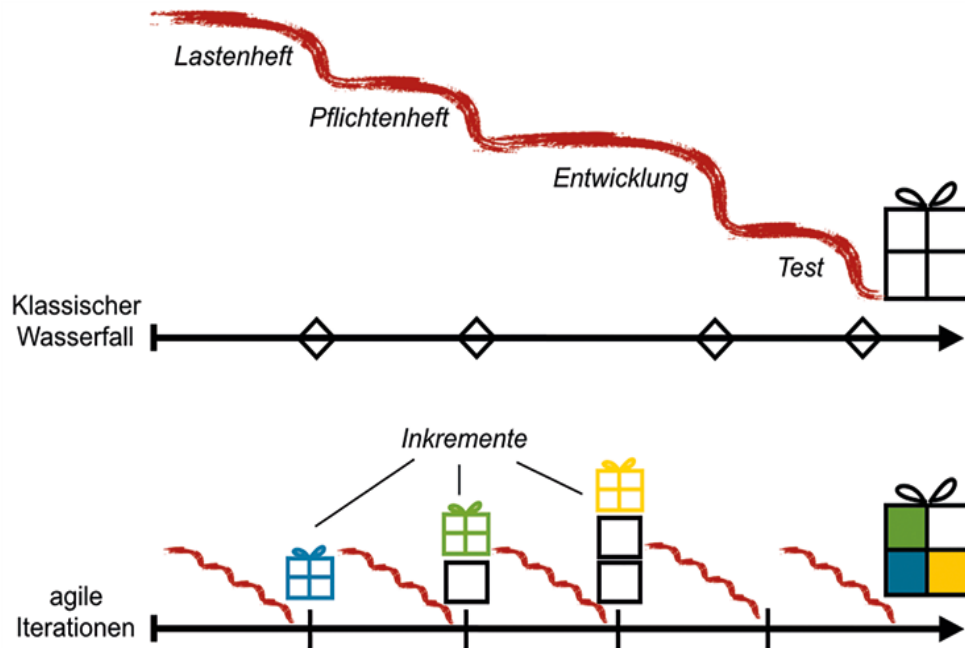 Lastenheft
Pflichtenheft
Entwicklung
Test
Klassischer
Wasserfall
Inkremente
agile
Iterationen